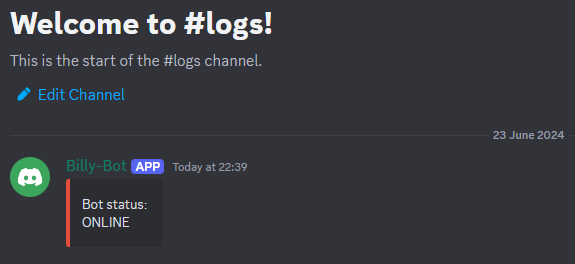 Welcome to #logs!
This is the start of the #logs channel.
Edit Channel
23 June 2024
Billy-Bot APP Today at 22:39
Bot status:
ONLINE